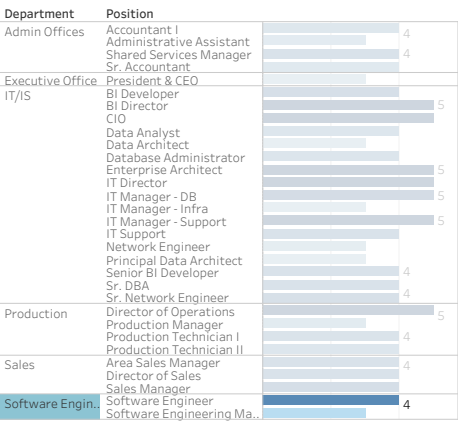 Department Position
Admin Offices Accountant I 4
Administrative Assistant
Shared Services Manager 4
Sr. Accountant
Executive Office President & CEO
IT/IS BI Developer
BI Director 5
CIO
Data Analyst
Data Architect
Database Administrator
Enterprise Architect 5
IT Director
IT Manager - DB 5
IT Manager - Infra
IT Manager - Support 5
IT Support
Network Engineer
Principal Data Architect
Senior BI Developer 4
Sr. DBA
Sr. Network Engineer 4
Production Director of Operations 5
Production Manager
Production Technician I 4
Production Technician II
Sales Area Sales Manager 4
Director of Sales
Sales Manager
Software Engin.. Software Engineer 4
Software Engineering Ma..